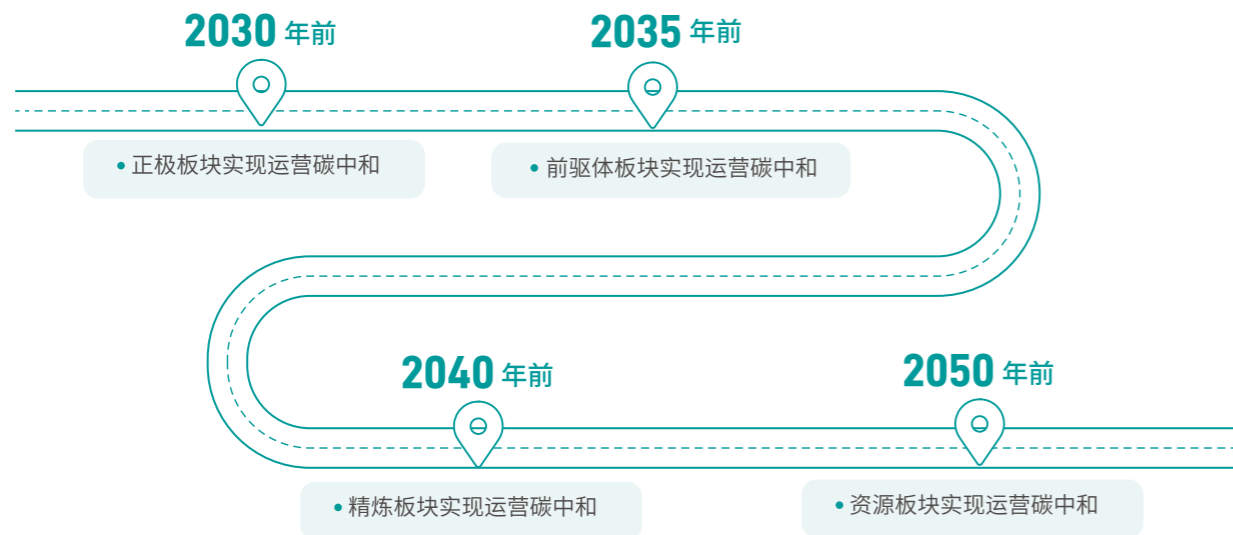 2030 年前
2035 年前
• 正极板块实现运营碳中和
• 前驱体板块实现运营碳中和
2040 年前
2050 年前
• 精炼板块实现运营碳中和
• 资源板块实现运营碳中和